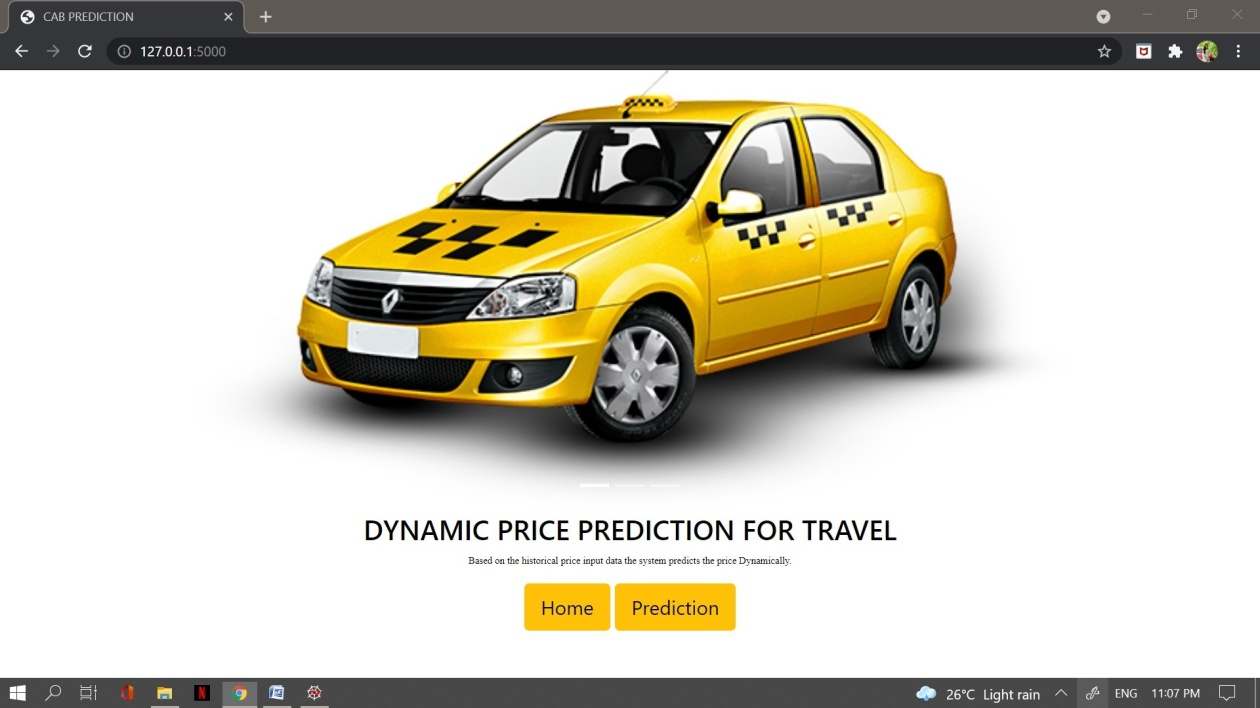 CAB PREDICTION
127.0.0.1:5000
DYNAMIC PRICE PREDICTION FOR TRAVEL
Based on the historical price input data the system predicts the price Dynamically.
Home Prediction
26°C Light rain ENG 11:07 PM